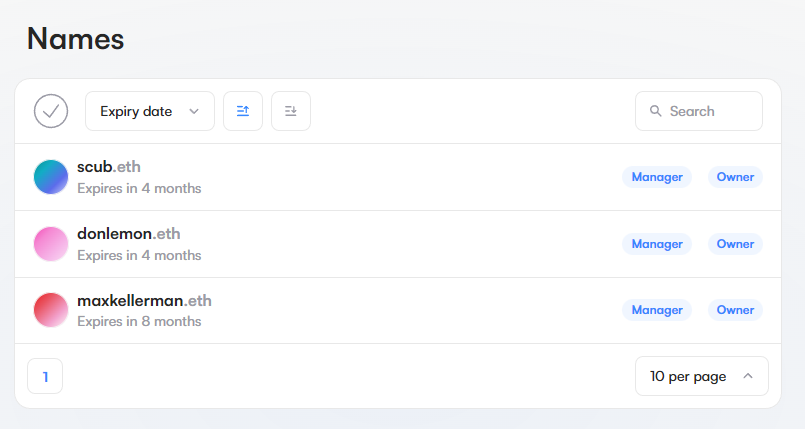 Names
Expiry date
Search
scub.eth
Expires in 4 months
Manager
Owner
donlemon.eth
Expires in 4 months
Manager
Owner
maxkellerman.eth
Expires in 8 months
Manager
Owner
1
10 per page